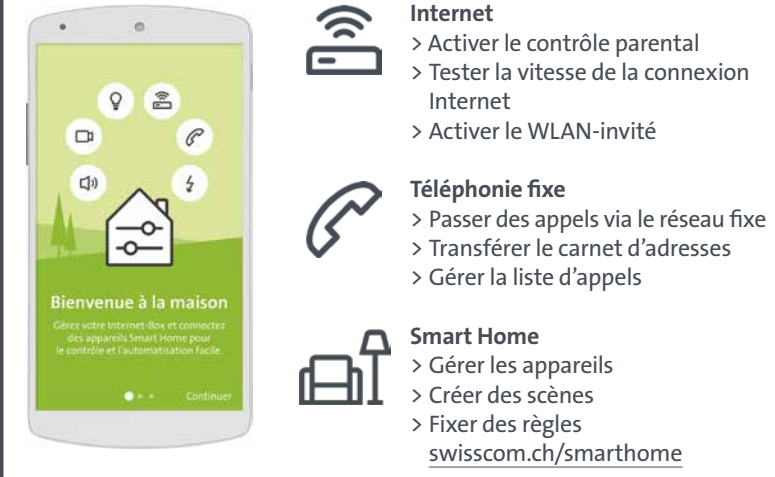 Bienvenue à la maison
Gérez votre Internet-Box et connectez
des appareils Smart Home pour
le contrôle et l'automatisation facile.
Continuer
Internet
> Activer le contrôle parental
> Tester la vitesse de la connexion
Internet
> Activer le WLAN-invité
Téléphonie fixe
> Passer des appels via le réseau fixe
> Transférer le carnet d'adresses
> Gérer la liste d'appels
Smart Home
> Gérer les appareils
> Créer des scènes
> Fixer des règles
swisscom.ch/smarthome